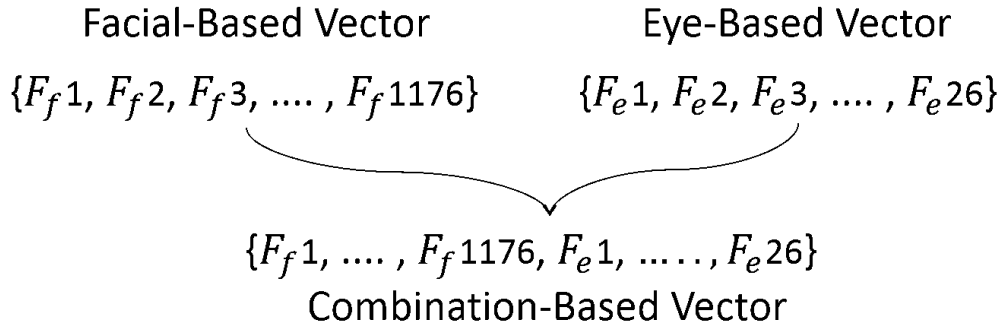 Facial-Based Vector Eye-Based Vector
{F_f1, F_f2, F_f3, .... , F_f1176} {F_e1, F_e2, F_e3, .... , F_e26}
{F_f1, .... , F_f1176, F_e1, ….. , F_e26}
Combination-Based Vector